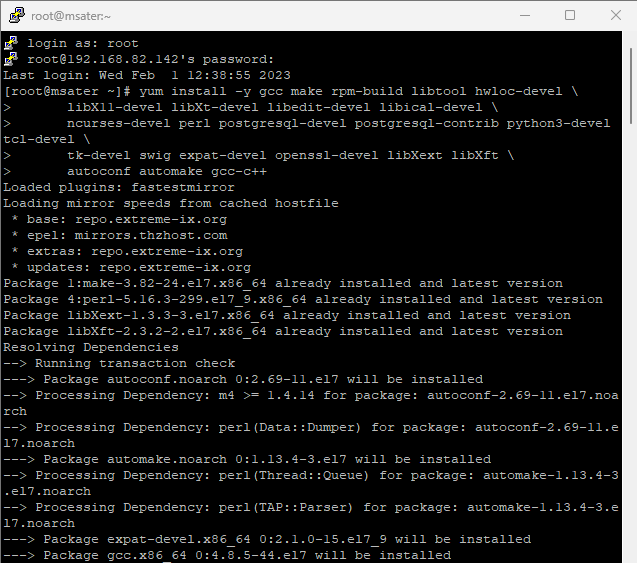 root@msater:~
login as: root
root@192.168.82.142's password:
Last login: Wed Feb  1 12:38:55 2023
[root@msater ~]# yum install -y gcc make rpm-build libtool hwloc-devel \
>       libX11-devel libXt-devel libedit-devel libical-devel \
>       ncurses-devel perl postgresql-devel postgresql-contrib python3-devel
tcl-devel \
>       tk-devel swig expat-devel openssl-devel libXext libXft \
>       autoconf automake gcc-c++
Loaded plugins: fastestmirror
Loading mirror speeds from cached hostfile
 * base: repo.extreme-ix.org
 * epel: mirrors.thzhost.com
 * extras: repo.extreme-ix.org
 * updates: repo.extreme-ix.org
Package 1:make-3.82-24.el7.x86_64 already installed and latest version
Package 4:perl-5.16.3-299.el7_9.x86_64 already installed and latest version
Package libXext-1.3.3-3.el7.x86_64 already installed and latest version
Package libXft-2.3.2-2.el7.x86_64 already installed and latest version
Resolving Dependencies
--> Running transaction check
---> Package autoconf.noarch 0:2.69-11.el7 will be installed
--> Processing Dependency: m4 >= 1.4.14 for package: autoconf-2.69-11.el7.noa
rch
--> Processing Dependency: perl(Data::Dumper) for package: autoconf-2.69-11.e
l7.noarch
---> Package automake.noarch 0:1.13.4-3.el7 will be installed
--> Processing Dependency: perl(Thread::Queue) for package: automake-1.13.4-3
.el7.noarch
--> Processing Dependency: perl(TAP::Parser) for package: automake-1.13.4-3.e
l7.noarch
---> Package expat-devel.x86_64 0:2.1.0-15.el7_9 will be installed
---> Package gcc.x86_64 0:4.8.5-44.el7 will be installed